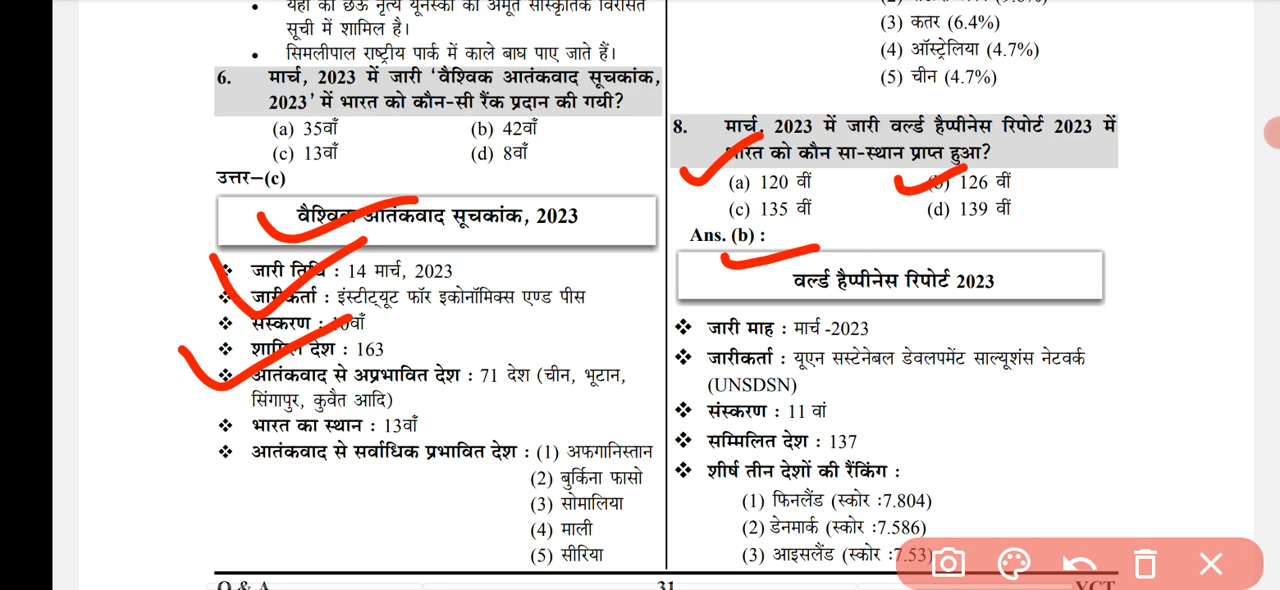 यहाँ का छऊ नृत्य यूनेस्को की अमूर्त सांस्कृतिक विरासत
सूची में शामिल है।
सिमलीपाल राष्ट्रीय पार्क में काले बाघ पाए जाते हैं।
6. मार्च, 2023 में जारी ‘वैश्विक आतंकवाद सूचकांक,
2023’ में भारत को कौन-सी रैंक प्रदान की गयी?
(a) 35वाँ (b) 42वाँ
(c) 13वाँ (d) 8वाँ
उत्तर–(c)
वैश्विक आतंकवाद सूचकांक, 2023
❖ जारी तिथि : 14 मार्च, 2023
❖ जारीकर्ता : इंस्टीट्यूट फॉर इकोनॉमिक्स एण्ड पीस
❖ संस्करण : 10वाँ
❖ शामिल देश : 163
❖ आतंकवाद से अप्रभावित देश : 71 देश (चीन, भूटान,
सिंगापुर, कुवैत आदि)
❖ भारत का स्थान : 13वाँ
❖ आतंकवाद से सर्वाधिक प्रभावित देश : (1) अफगानिस्तान
(2) बुर्किना फासो
(3) सोमालिया
(4) माली
(5) सीरिया
(3) कतर (6.4%)
(4) ऑस्ट्रेलिया (4.7%)
(5) चीन (4.7%)
8. मार्च, 2023 में जारी वर्ल्ड हैप्पीनेस रिपोर्ट 2023 में
भारत को कौन सा-स्थान प्राप्त हुआ?
(a) 120 वीं (b) 126 वीं
(c) 135 वीं (d) 139 वीं
Ans. (b) :
वर्ल्ड हैप्पीनेस रिपोर्ट 2023
❖ जारी माह : मार्च -2023
❖ जारीकर्ता : यूएन सस्टेनेबल डेवलपमेंट साल्यूशंस नेटवर्क
(UNSDSN)
❖ संस्करण : 11 वां
❖ सम्मिलित देश : 137
❖ शीर्ष तीन देशों की रैंकिंग :
(1) फिनलैंड (स्कोर :7.804)
(2) डेनमार्क (स्कोर :7.586)
(3) आइसलैंड (स्कोर :7.53)
Q & A 31 YCT